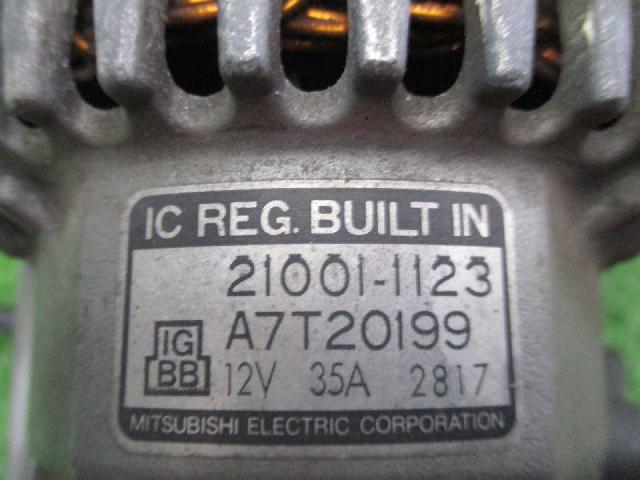 IC REG. BUILT IN
21001-1123
A7T20199
IG
BB
12V 35A 2817
MITSUBISHI ELECTRIC CORPORATION